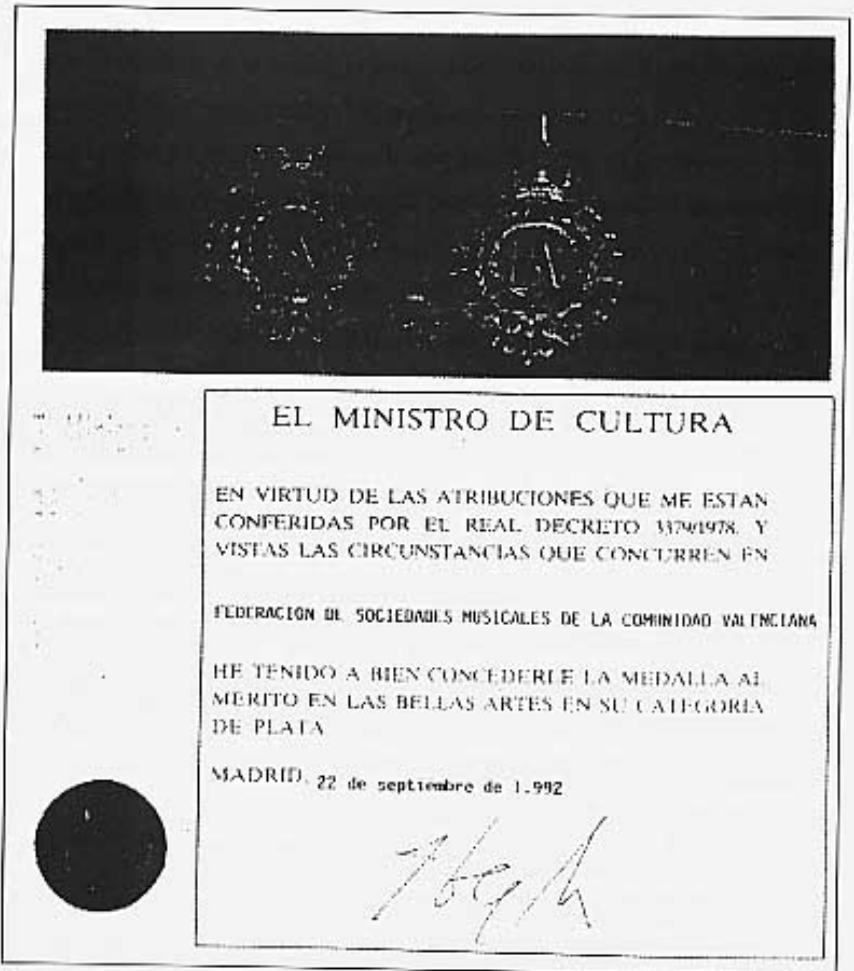 EL MINISTRO DE CULTURA
EN VIRTUD DE LAS ATRIBUCIONES QUE ME ESTAN
CONFERIDAS POR EL REAL DECRETO 3379/1978, Y
VISTAS LAS CIRCUNSTANCIAS QUE CONCURREN EN
FEDERACION DE SOCIEDADES MUSICALES DE LA COMUNIDAD VALENCIANA
HE TENIDO A BIEN CONCEDERLE LA MEDALLA AL
MERITO EN LAS BELLAS ARTES EN SU CATEGORIA
DE PLATA
MADRID, 22 de septiembre de 1.992